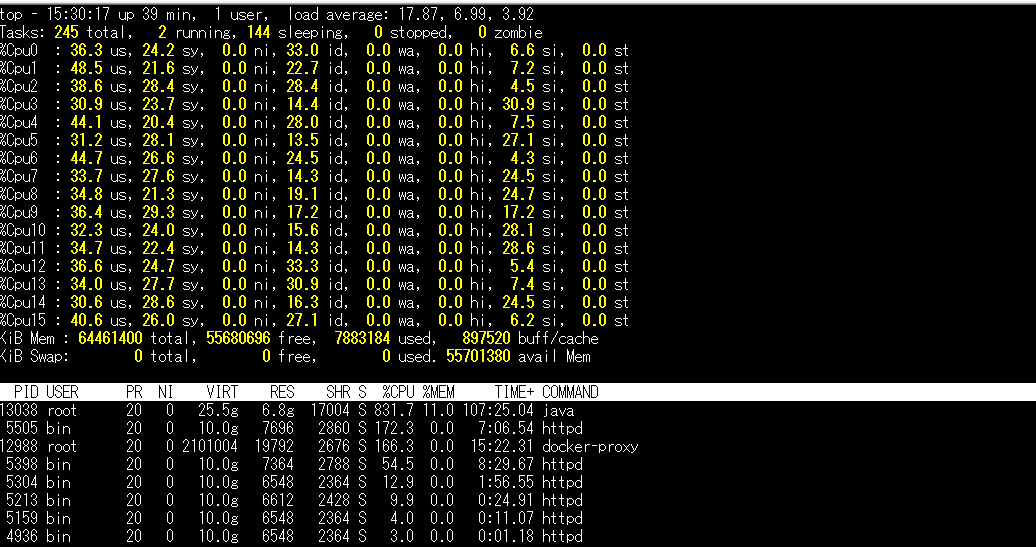 top - 15:30:17 up 39 min,  1 user,  load average: 17.87, 6.99, 3.92
Tasks: 245 total,   2 running, 144 sleeping,   0 stopped,   0 zombie
%Cpu0  : 36.3 us, 24.2 sy,  0.0 ni, 33.0 id,  0.0 wa,  0.0 hi,  6.6 si,  0.0 st
%Cpu1  : 48.5 us, 21.6 sy,  0.0 ni, 22.7 id,  0.0 wa,  0.0 hi,  7.2 si,  0.0 st
%Cpu2  : 38.6 us, 28.4 sy,  0.0 ni, 28.4 id,  0.0 wa,  0.0 hi,  4.5 si,  0.0 st
%Cpu3  : 30.9 us, 23.7 sy,  0.0 ni, 14.4 id,  0.0 wa,  0.0 hi, 30.9 si,  0.0 st
%Cpu4  : 44.1 us, 20.4 sy,  0.0 ni, 28.0 id,  0.0 wa,  0.0 hi,  7.5 si,  0.0 st
%Cpu5  : 31.2 us, 28.1 sy,  0.0 ni, 13.5 id,  0.0 wa,  0.0 hi, 27.1 si,  0.0 st
%Cpu6  : 44.7 us, 26.6 sy,  0.0 ni, 24.5 id,  0.0 wa,  0.0 hi,  4.3 si,  0.0 st
%Cpu7  : 33.7 us, 27.6 sy,  0.0 ni, 14.3 id,  0.0 wa,  0.0 hi, 24.5 si,  0.0 st
%Cpu8  : 34.8 us, 21.3 sy,  0.0 ni, 19.1 id,  0.0 wa,  0.0 hi, 24.7 si,  0.0 st
%Cpu9  : 36.4 us, 29.3 sy,  0.0 ni, 17.2 id,  0.0 wa,  0.0 hi, 17.2 si,  0.0 st
%Cpu10 : 32.3 us, 24.0 sy,  0.0 ni, 15.6 id,  0.0 wa,  0.0 hi, 28.1 si,  0.0 st
%Cpu11 : 34.7 us, 22.4 sy,  0.0 ni, 14.3 id,  0.0 wa,  0.0 hi, 28.6 si,  0.0 st
%Cpu12 : 36.6 us, 24.7 sy,  0.0 ni, 33.3 id,  0.0 wa,  0.0 hi,  5.4 si,  0.0 st
%Cpu13 : 34.0 us, 27.7 sy,  0.0 ni, 30.9 id,  0.0 wa,  0.0 hi,  7.4 si,  0.0 st
%Cpu14 : 30.6 us, 28.6 sy,  0.0 ni, 16.3 id,  0.0 wa,  0.0 hi, 24.5 si,  0.0 st
%Cpu15 : 40.6 us, 26.0 sy,  0.0 ni, 27.1 id,  0.0 wa,  0.0 hi,  6.2 si,  0.0 st
KiB Mem : 64461400 total, 55680696 free,  7883184 used,   897520 buff/cache
KiB Swap:        0 total,        0 free,        0 used. 55701380 avail Mem
PID USER      PR  NI    VIRT    RES    SHR S  %CPU %MEM     TIME+ COMMAND
13038 root      20   0   25.5g   6.8g  17004 S 831.7 11.0 107:25.04 java
5505 bin       20   0   10.0g   7696   2860 S 172.3  0.0   7:06.54 httpd
12988 root      20   0 2101004  19792   2676 S 166.3  0.0  15:22.31 docker-proxy
5398 bin       20   0   10.0g   7364   2788 S  54.5  0.0   8:29.67 httpd
5304 bin       20   0   10.0g   6548   2364 S  12.9  0.0   1:56.55 httpd
5213 bin       20   0   10.0g   6612   2428 S   9.9  0.0   0:24.91 httpd
5159 bin       20   0   10.0g   6548   2364 S   4.0  0.0   0:11.07 httpd
4936 bin       20   0   10.0g   6548   2364 S   3.0  0.0   0:01.18 httpd